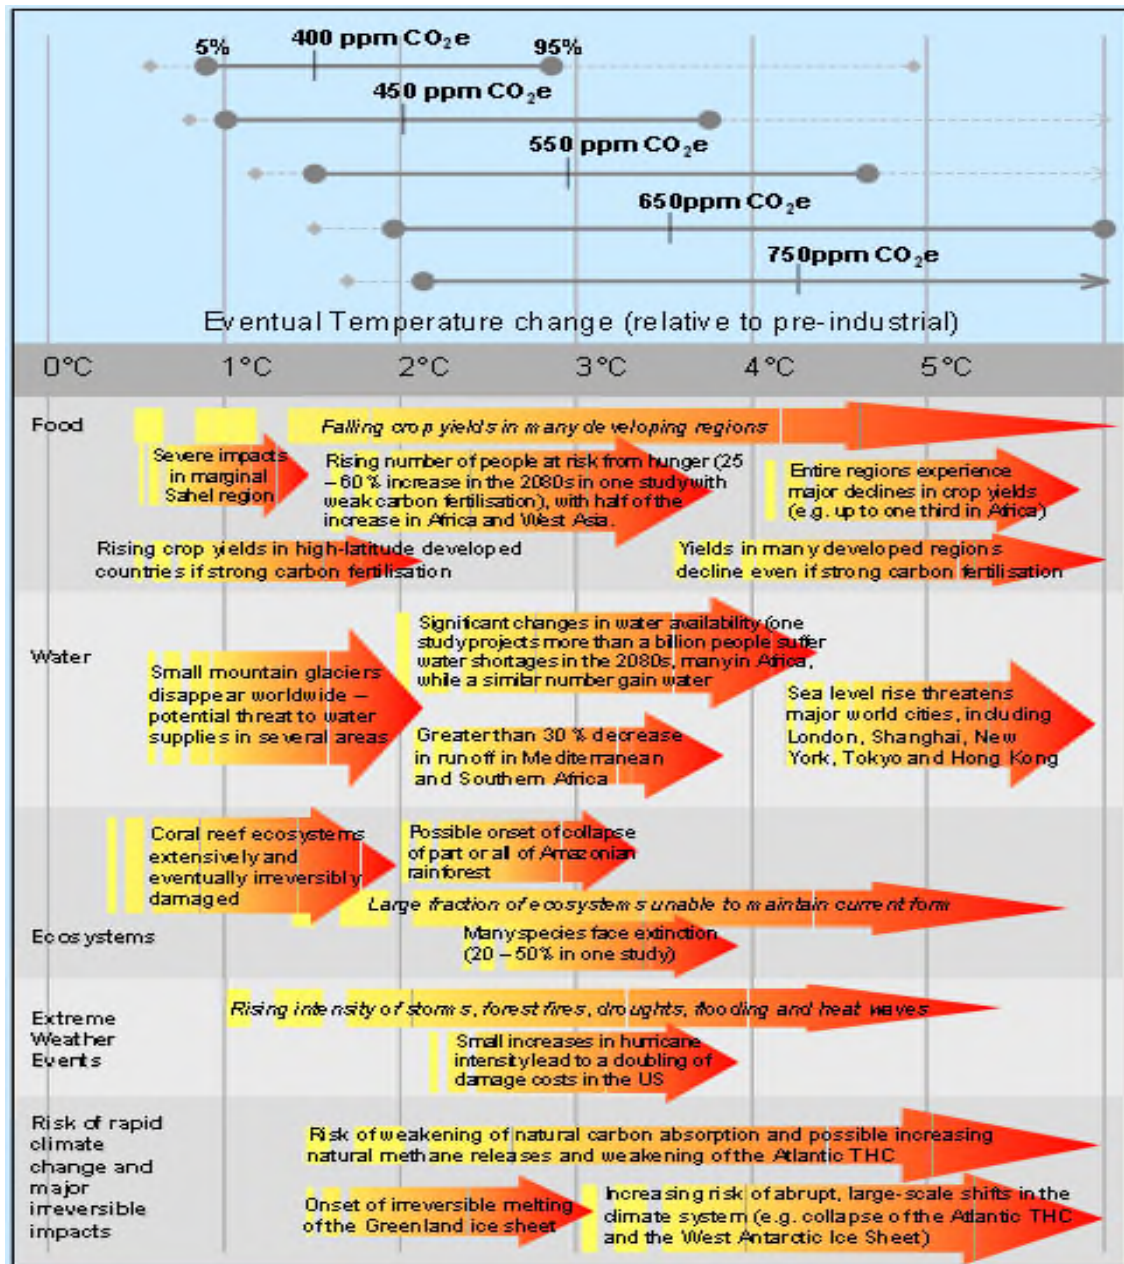 400 ppm CO₂e
5%
95%
450 ppm CO₂e
550 ppm CO₂e
650ppm CO₂e
750ppm CO₂e
Eventual Temperature change (relative to pre-industrial)
0°C 1°C 2°C 3°C 4°C 5°C
Food
Falling crop yields in many developing regions
Severe impacts
in marginal
Sahel region
Rising number of people at risk from hunger (25
– 60 % increase in the 2080s in one study with
weak carbon fertilisation), with half of the
increase in Africa and West Asia.
Entire regions experience
major declines in crop yields
(e.g. up to one third in Africa)
Rising crop yields in high-latitude developed
countries if strong carbon fertilisation
Yields in many developed regions
decline even if strong carbon fertilisation
Water
Small mountain glaciers
disappear worldwide –
potential threat to water
supplies in several areas
Significant changes in water availability (one
study projects more than a billion people suffer
water shortages in the 2080s, many in Africa,
while a similar number gain water
Greater than 30 % decrease
in runoff in Mediterranean
and Southern Africa
Sea level rise threatens
major world cities, including
London, Shanghai, New
York, Tokyo and Hong Kong
Ecosystems
Coral reef ecosystems
extensively and
eventually irreversibly
damaged
Possible onset of collapse
of part or all of Amazonian
rainforest
Large fraction of ecosystems unable to maintain current form
Many species face extinction
(20 – 50% in one study)
Extreme
Weather
Events
Rising intensity of storms, forest fires, droughts, flooding and heat waves
Small increases in hurricane
intensity lead to a doubling of
damage costs in the US
Risk of rapid
climate
change and
major
irreversible
impacts
Risk of weakening of natural carbon absorption and possible increasing
natural methane releases and weakening of the Atlantic THC
Onset of irreversible melting
of the Greenland ice sheet
Increasing risk of abrupt, large-scale shifts in the
climate system (e.g. collapse of the Atlantic THC
and the West Antarctic Ice Sheet)